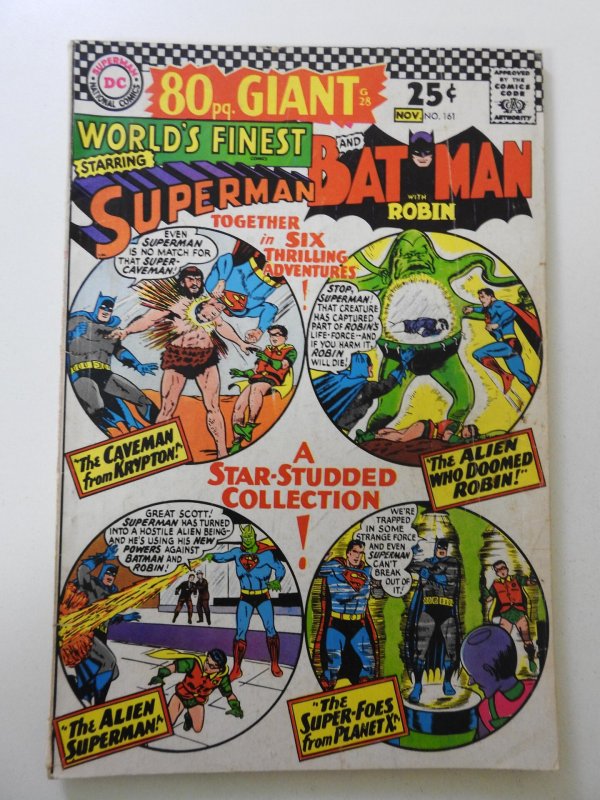 SUPERMAN
DC
NATIONAL COMICS
80 pg. GIANT
G
28
25¢
NOV.
NO. 161
APPROVED
BY THE
COMICS
CODE
AUTHORITY
WORLD'S FINEST
COMICS
STARRING
SUPERMAN
AND
BATMAN
WITH
ROBIN
TOGETHER
in SIX
THRILLING
ADVENTURES
!
EVEN
SUPERMAN
IS NO MATCH FOR
THAT SUPER-
CAVEMAN!
"The CAVEMAN
from KRYPTON!"
STOP,
SUPERMAN!
THAT CREATURE
HAS CAPTURED
PART OF ROBIN'S
LIFE-FORCE--AND
IF YOU HARM IT,
ROBIN
WILL DIE!
"The ALIEN
WHO DOOMED
ROBIN!"
A
STAR-STUDDED
COLLECTION
!
GREAT SCOTT!
SUPERMAN HAS TURNED
INTO A HOSTILE ALIEN BEING-
AND HE'S USING HIS NEW
POWERS AGAINST
BATMAN AND
ROBIN!
"The ALIEN
SUPERMAN!"
WE'RE
TRAPPED
IN SOME
STRANGE FORCE
AND EVEN
SUPERMAN
CAN'T
BREAK
OUT OF
IT!
"The
SUPER-FOES
from PLANET X!"